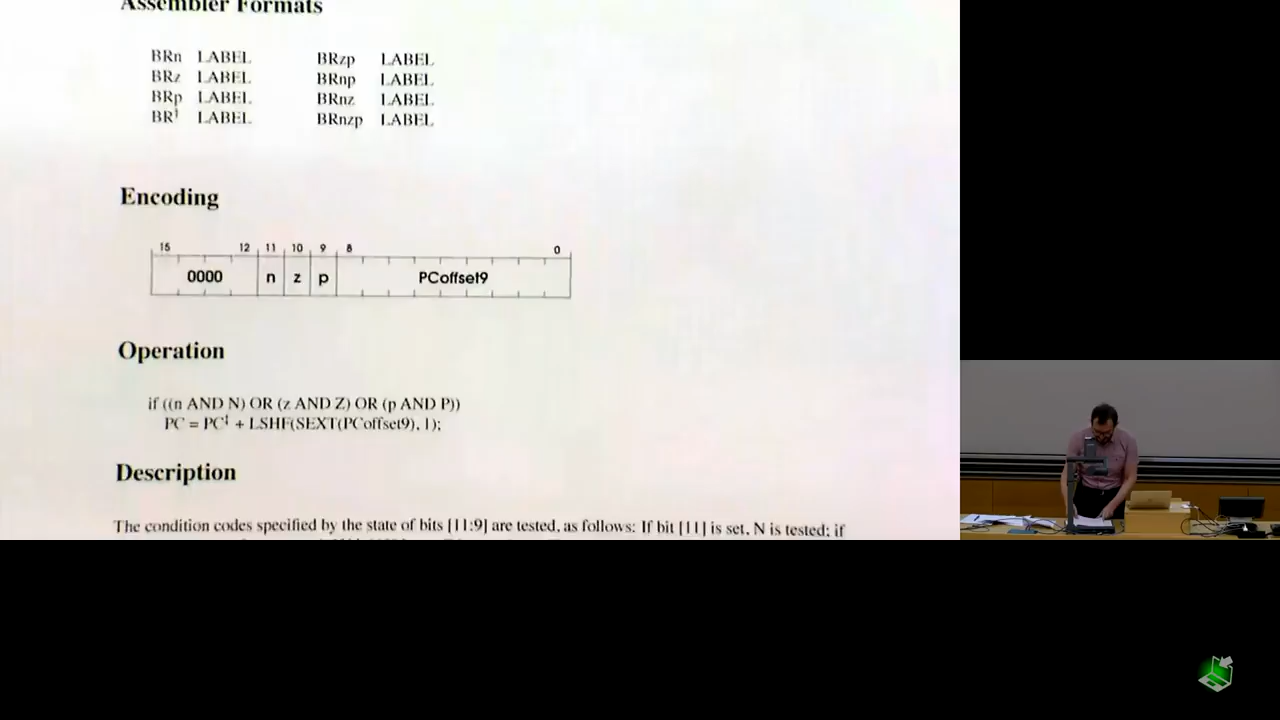 Assembler Formats
BRn LABEL BRzp LABEL
BRz LABEL BRnp LABEL
BRp LABEL BRnz LABEL
BR† LABEL BRnzp LABEL
Encoding
15 12 11 10 9 8 0
0000 n z p PCoffset9
Operation
if ((n AND N) OR (z AND Z) OR (p AND P))
PC = PC‡ + LSHF(SEXT(PCoffset9), 1);
Description
The condition codes specified by the state of bits [11:9] are tested, as follows: If bit [11] is set, N is tested; if